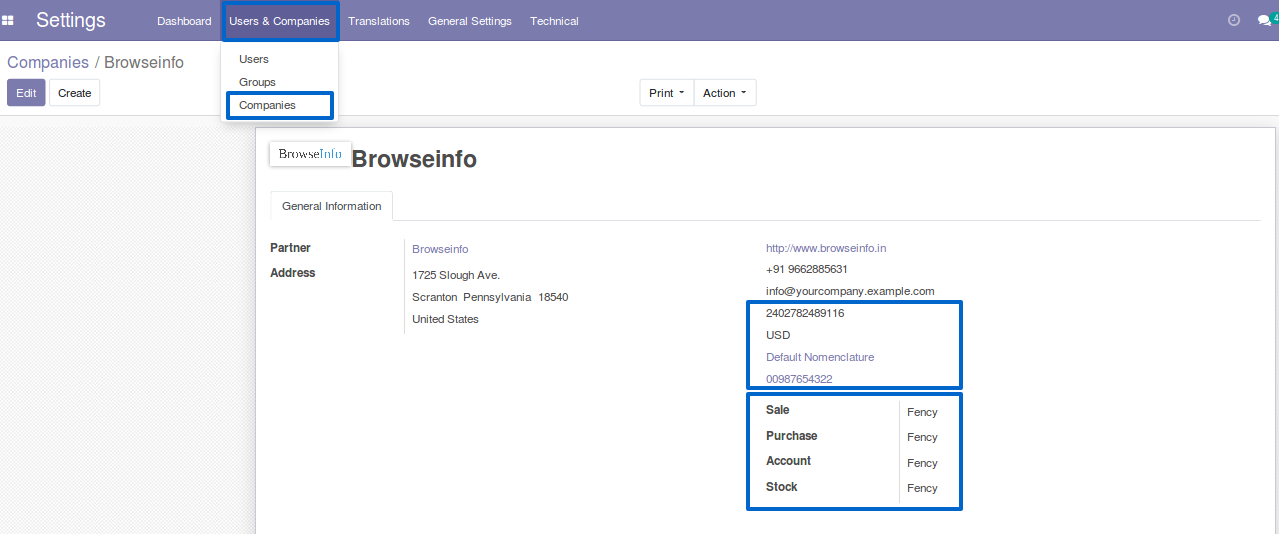 Settings Dashboard Users & Companies Translations General Settings Technical 4
Companies / Browseinfo
Users
Groups
Companies
Edit Create
Print Action
BrowseInfo Browseinfo
General Information
Partner Browseinfo
Address 1725 Slough Ave.
Scranton Pennsylvania 18540
United States
http://www.browseinfo.in
+91 9662885631
info@yourcompany.example.com
2402782489116
USD
Default Nomenclature
00987654322
Sale Fency
Purchase Fency
Account Fency
Stock Fency